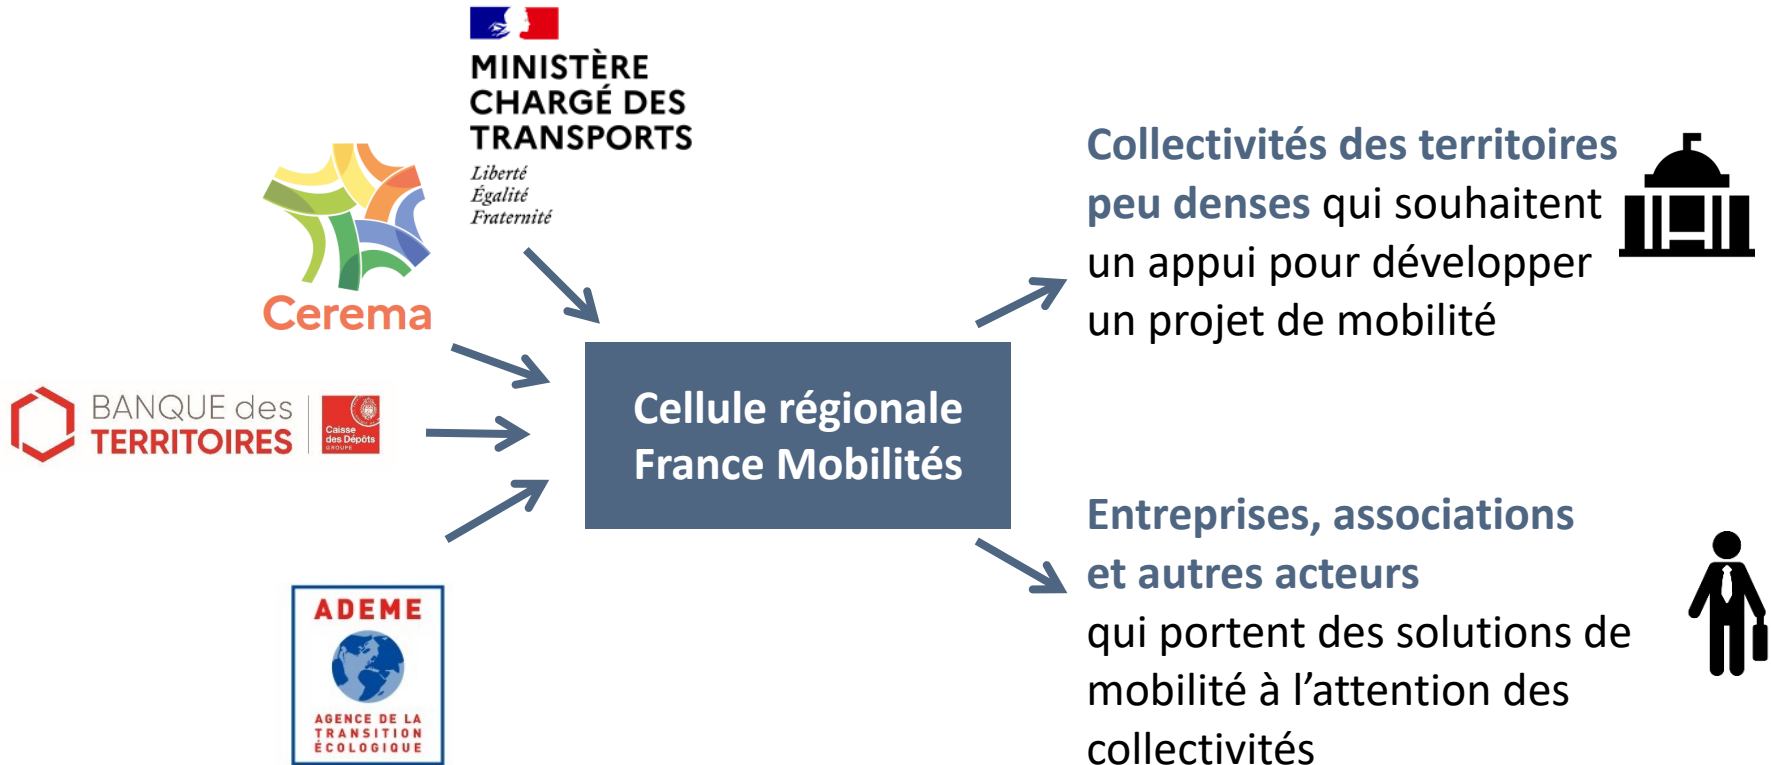 MINISTÈRE
CHARGÉ DES
TRANSPORTS
Liberté
Égalité
Fraternité
Cerema
BANQUE des
TERRITOIRES
Caisse
des Dépôts
GROUPE
ADEME
AGENCE DE LA
TRANSITION
ÉCOLOGIQUE
Cellule régionale
France Mobilités
Collectivités des territoires
peu denses qui souhaitent
un appui pour développer
un projet de mobilité
Entreprises, associations
et autres acteurs
qui portent des solutions de
mobilité à l’attention des
collectivités